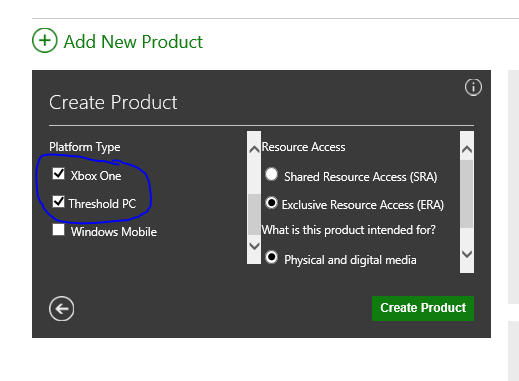 Add New Product
Create Product
Platform Type
Xbox One
Threshold PC
Windows Mobile
Resource Access
Shared Resource Access (SRA)
Exclusive Resource Access (ERA)
What is this product intended for?
Physical and digital media
Create Product